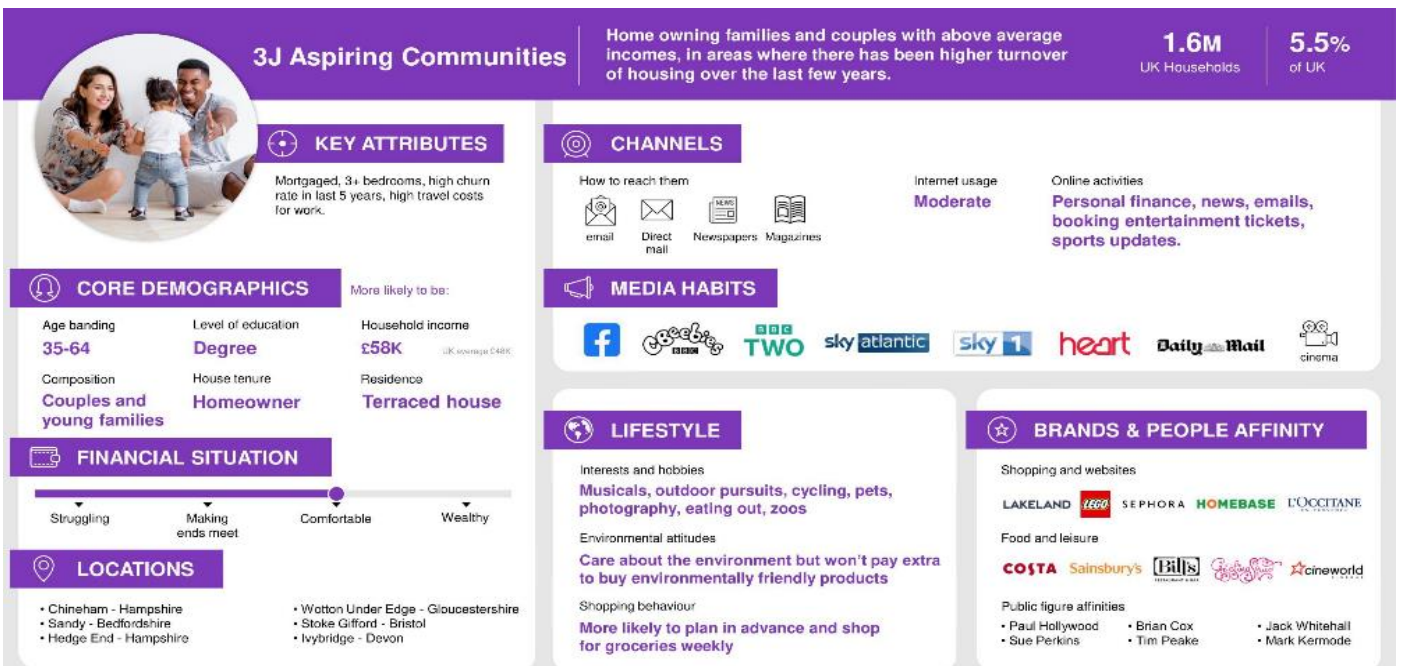 3J Aspiring Communities
Home owning families and couples with above average
incomes, in areas where there has been higher turnover
of housing over the last few years.
1.6M
UK Households
5.5%
of UK
KEY ATTRIBUTES
Mortgaged, 3+ bedrooms, high churn
rate in last 5 years, high travel costs
for work.
CORE DEMOGRAPHICS
More likely to be:
Age banding
35-64
Level of education
Degree
Household income
£58K
UK average £48K
Composition
Couples and
young families
House tenure
Homeowner
Residence
Terraced house
FINANCIAL SITUATION
Struggling
Making
ends meet
Comfortable
Wealthy
LOCATIONS
• Chineham - Hampshire
• Sandy - Bedfordshire
• Hedge End - Hampshire
• Wotton Under Edge - Gloucestershire
• Stoke Gifford - Bristol
• Ivybridge - Devon
CHANNELS
How to reach them
email
Direct
mail
NEWS
Newspapers
Magazines
Internet usage
Moderate
Online activities
Personal finance, news, emails,
booking entertainment tickets,
sports updates.
MEDIA HABITS
f
CBeebies
BBC
BBC
TWO
sky atlantic
sky 1
heart
Daily Mail
cinema
LIFESTYLE
Interests and hobbies
Musicals, outdoor pursuits, cycling, pets,
photography, eating out, zoos
Environmental attitudes
Care about the environment but won't pay extra
to buy environmentally friendly products
Shopping behaviour
More likely to plan in advance and shop
for groceries weekly
BRANDS & PEOPLE AFFINITY
Shopping and websites
LAKELAND
LEGO
SEPHORA
HOMEBASE
L'OCCITANE
EN PROVENCE
Food and leisure
COSTA
Sainsbury's
Bill's
cineworld
Public figure affinities
• Paul Hollywood
• Sue Perkins
• Brian Cox
• Tim Peake
• Jack Whitehall
• Mark Kermode